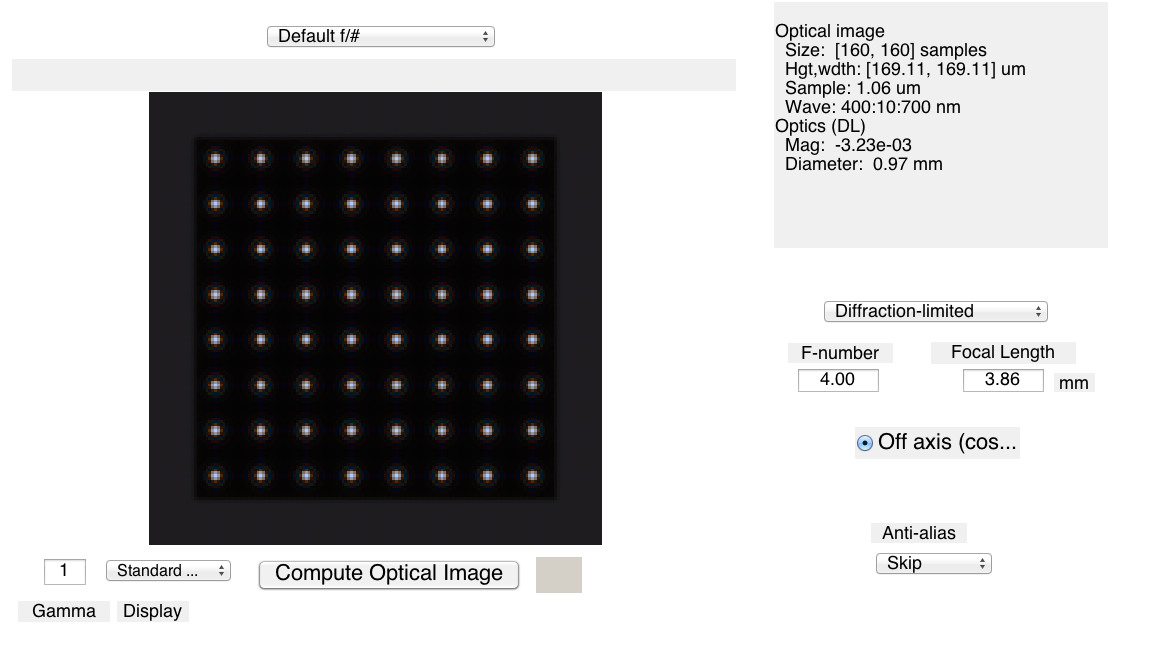 Default f/#
Optical image
Size: [160, 160] samples
Hgt,wdth: [169.11, 169.11] um
Sample: 1.06 um
Wave: 400:10:700 nm
Optics (DL)
Mag: -3.23e-03
Diameter: 0.97 mm
Diffraction-limited
F-number
Focal Length
4.00
3.86
mm
Off axis (cos...
Anti-alias
Skip
1
Standard ...
Compute Optical Image
Gamma
Display